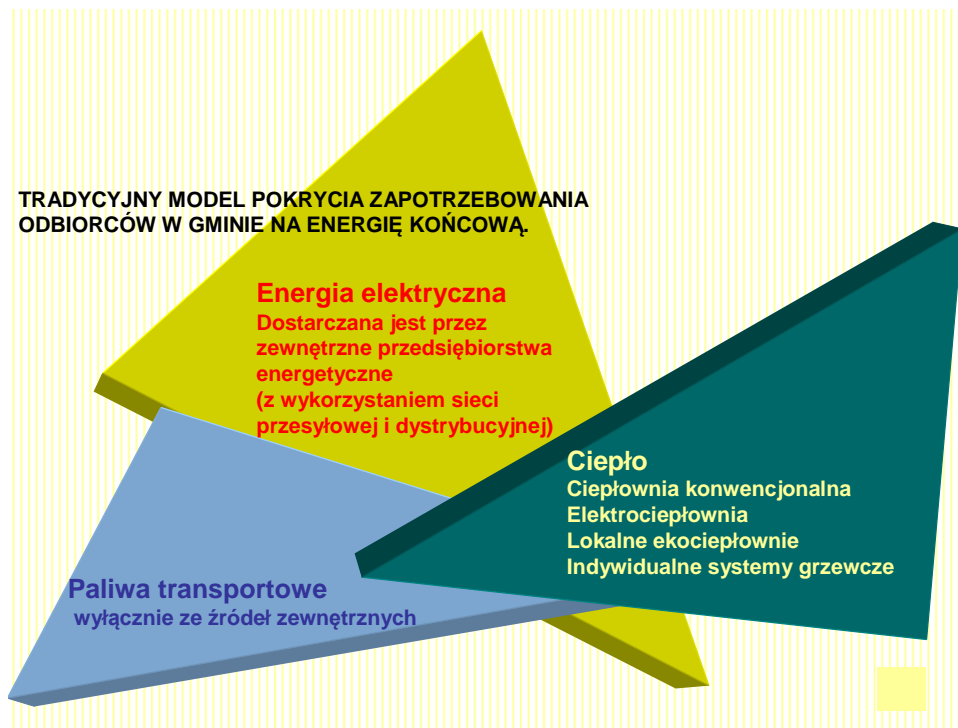 TRADYCYJNY MODEL POKRYCIA ZAPOTRZEBOWANIA
ODBIORCÓW W GMINIE NA ENERGIĘ KOŃCOWĄ.
Energia elektryczna
Dostarczana jest przez
zewnętrzne przedsiębiorstwa
energetyczne
(z wykorzystaniem sieci
przesyłowej i dystrybucyjnej)
Ciepło
Ciepłownia konwencjonalna
Elektrociepłownia
Lokalne ekociepłownie
Indywidualne systemy grzewcze
Paliwa transportowe
wyłącznie ze źródeł zewnętrznych